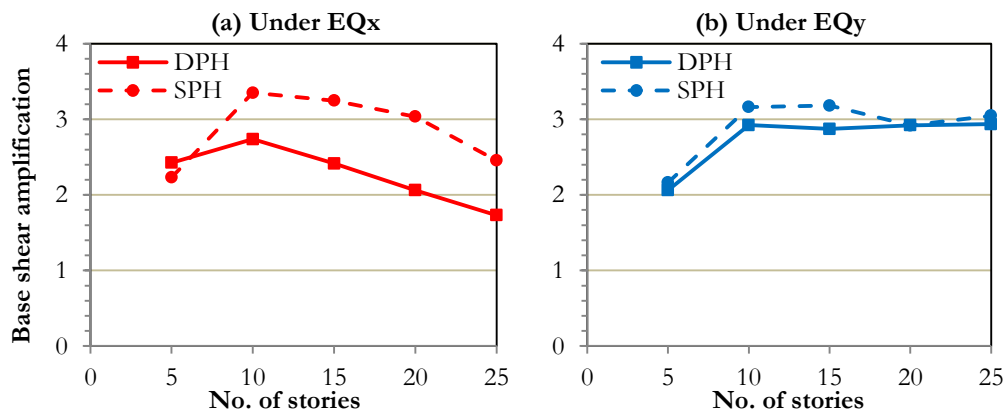 (a) Under EQx
(b) Under EQy
Base shear amplification
4
3
2
1
0
DPH
SPH
0 5 10 15 20 25
No. of stories
4
3
2
1
0
DPH
SPH
0 5 10 15 20 25
No. of stories